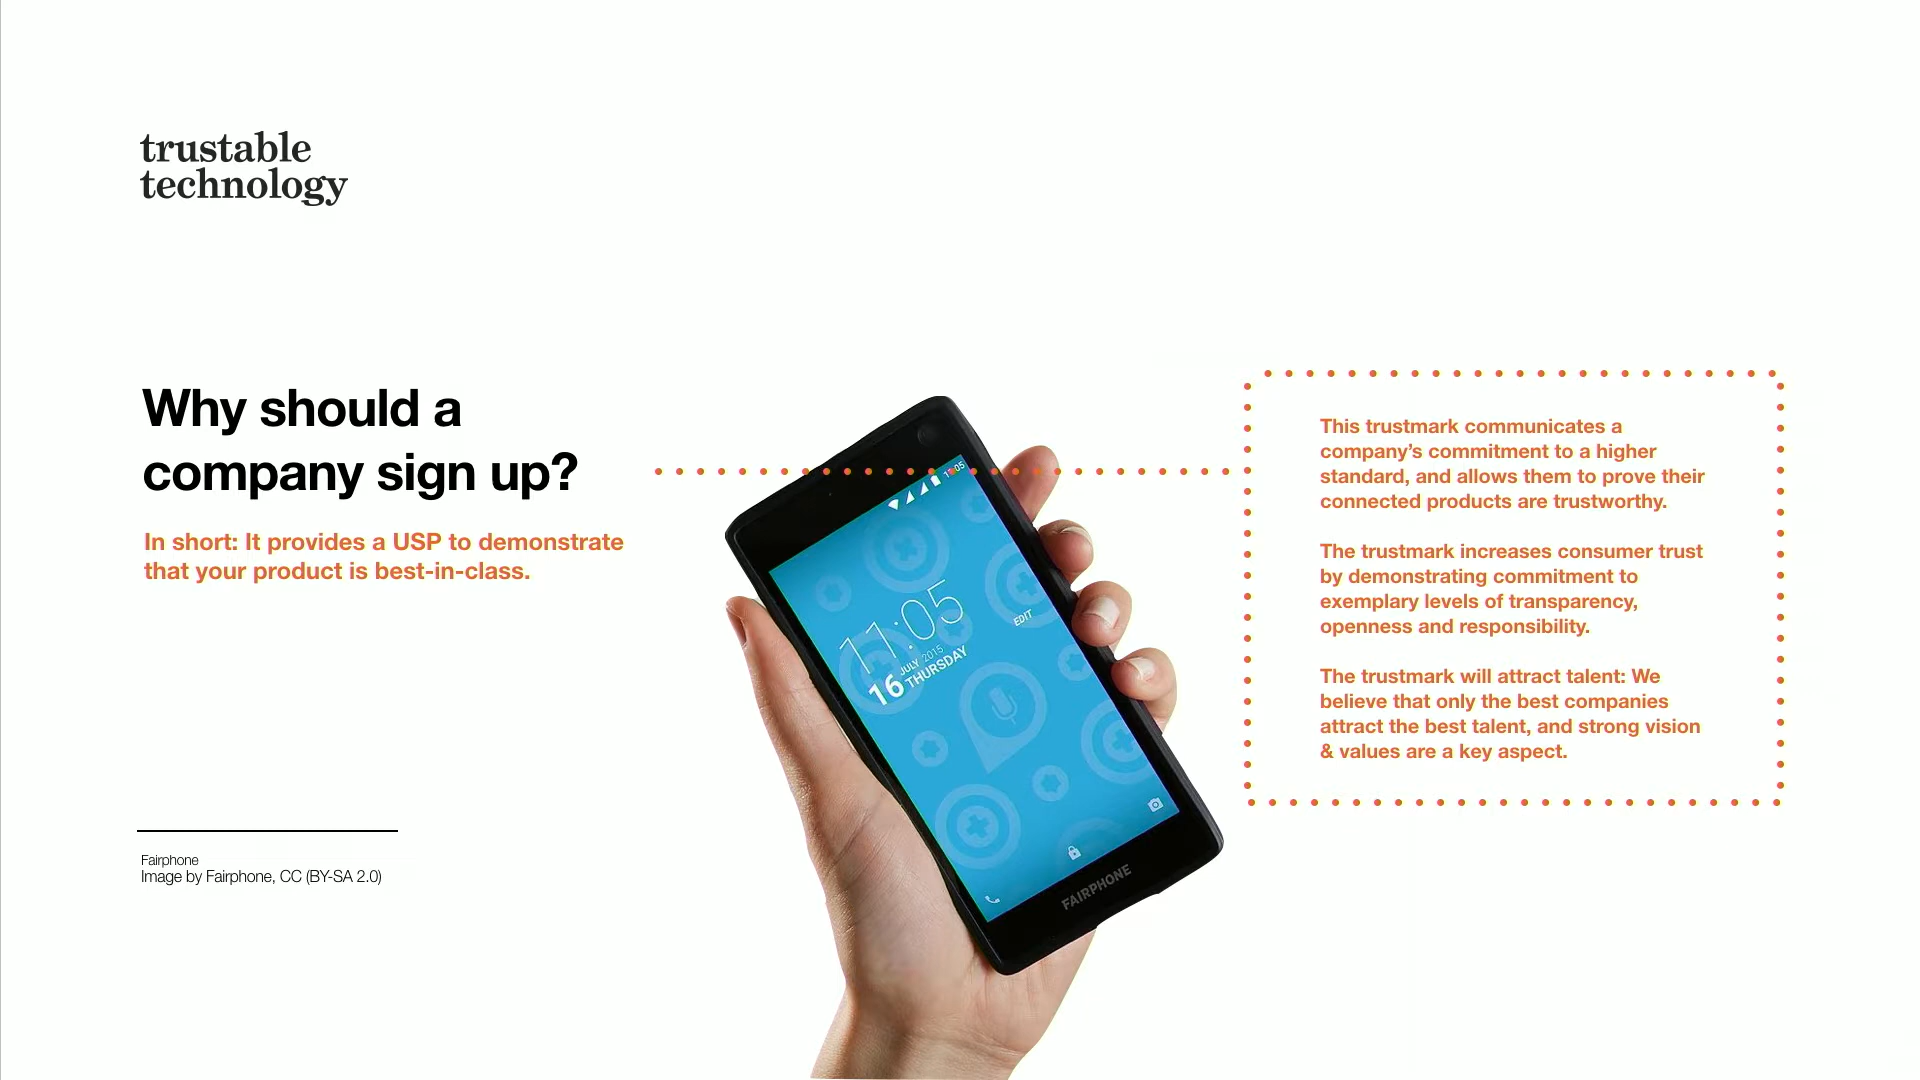 trustable
technology
Why should a
company sign up?
In short: It provides a USP to demonstrate
that your product is best-in-class.
11:05
JULY 2015
16 THURSDAY
EDIT
FAIRPHONE
This trustmark communicates a
company’s commitment to a higher
standard, and allows them to prove their
connected products are trustworthy.
The trustmark increases consumer trust
by demonstrating commitment to
exemplary levels of transparency,
openness and responsibility.
The trustmark will attract talent: We
believe that only the best companies
attract the best talent, and strong vision
& values are a key aspect.
Fairphone
Image by Fairphone, CC (BY-SA 2.0)